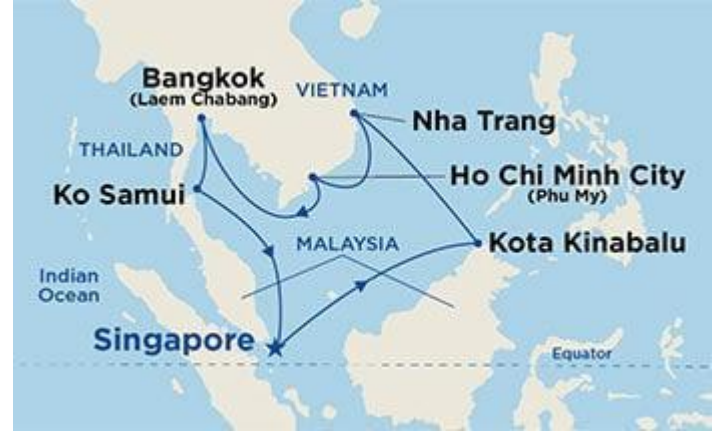 Bangkok
(Laem Chabang)
VIETNAM
Nha Trang
THAILAND
Ho Chi Minh City
(Phu My)
Ko Samui
MALAYSIA
Kota Kinabalu
Indian
Ocean
Singapore
Equator